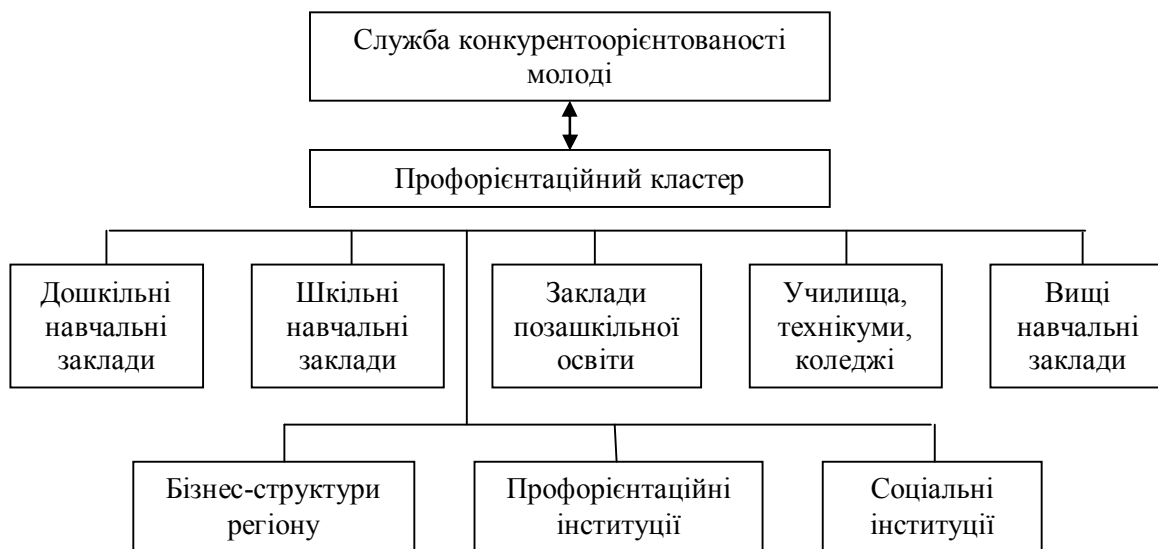 Служба конкурентоорієнтованості
молоді
Профорієнтаційний кластер
Дошкільні
навчальні
заклади
Шкільні
навчальні
заклади
Заклади
позашкільної
освіти
Училища,
технікуми,
коледжі
Вищі
навчальні
заклади
Бізнес-структури
регіону
Профорієнтаційні
інституції
Соціальні
інституції